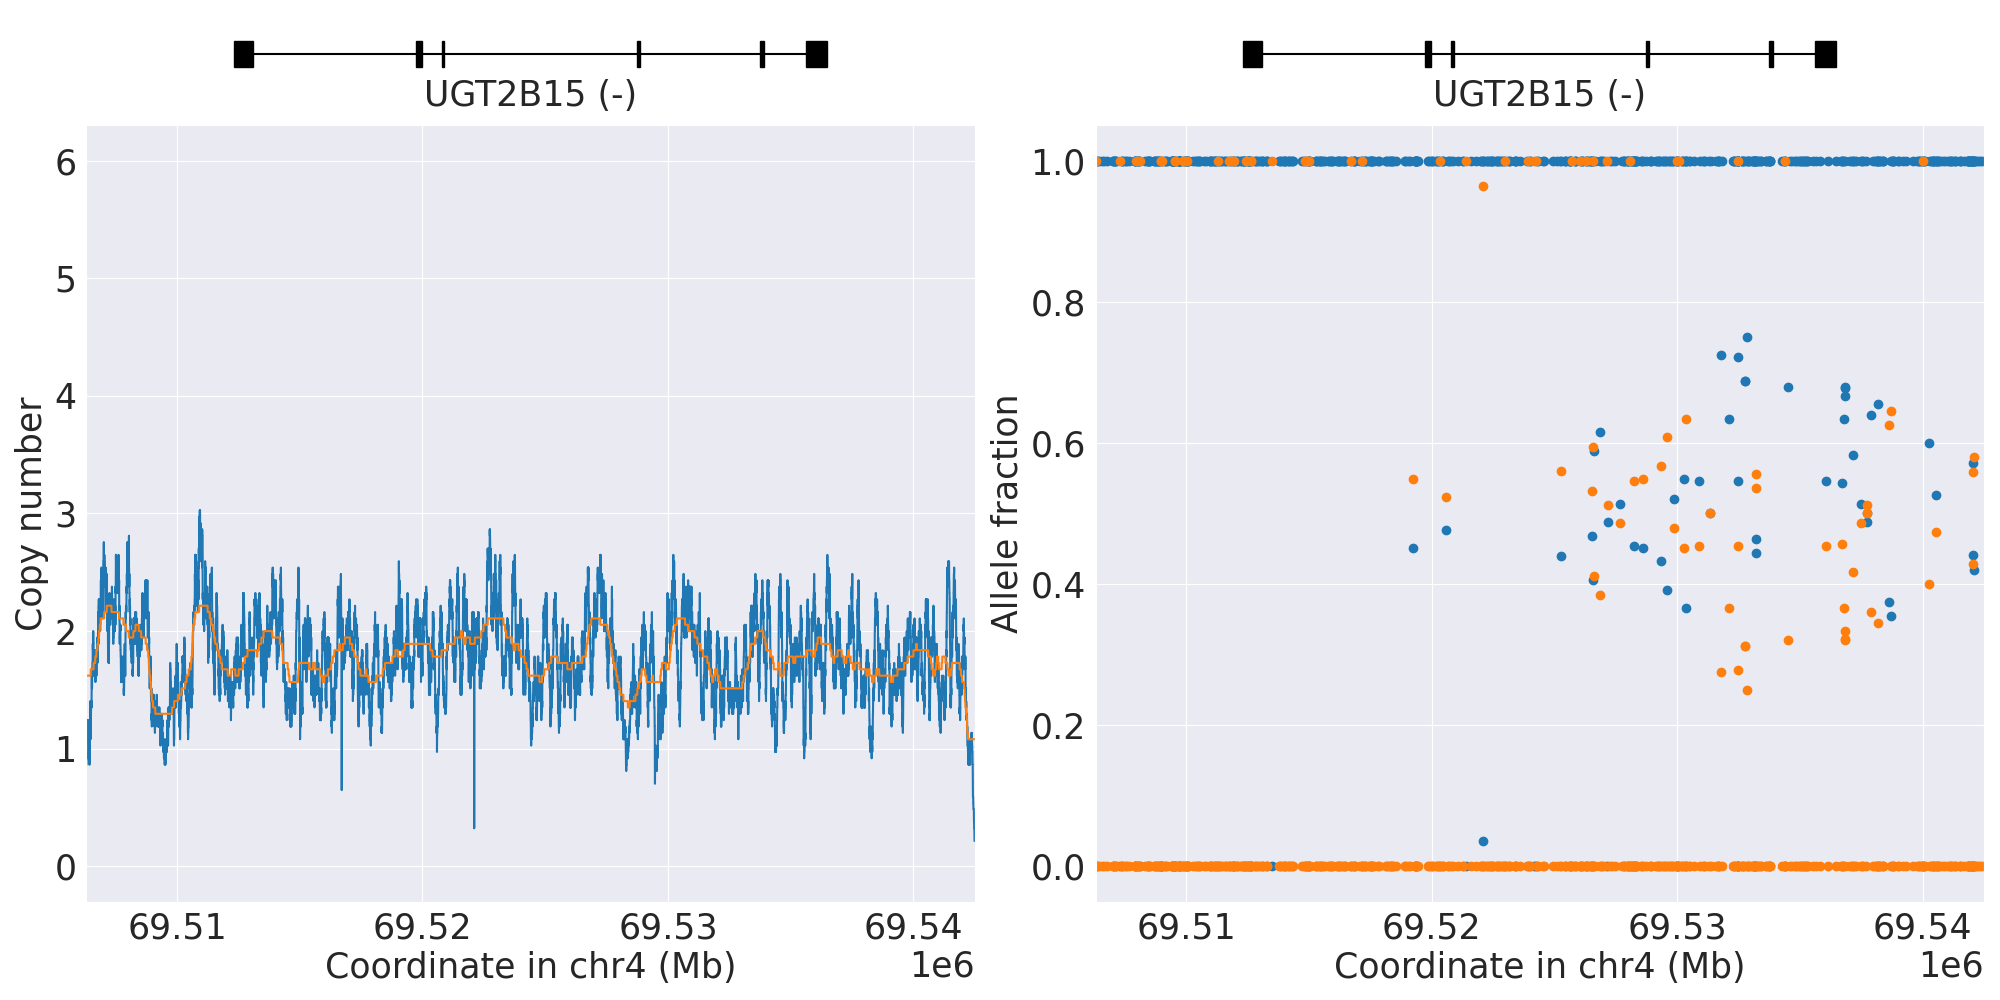 UGT2B15 (-)
6
5
4
3
2
1
0
Copy number
69.51 69.52 69.53 69.54
Coordinate in chr4 (Mb)
1e6
UGT2B15 (-)
1.0
0.8
0.6
0.4
0.2
0.0
Allele fraction
69.51 69.52 69.53 69.54
Coordinate in chr4 (Mb)
1e6